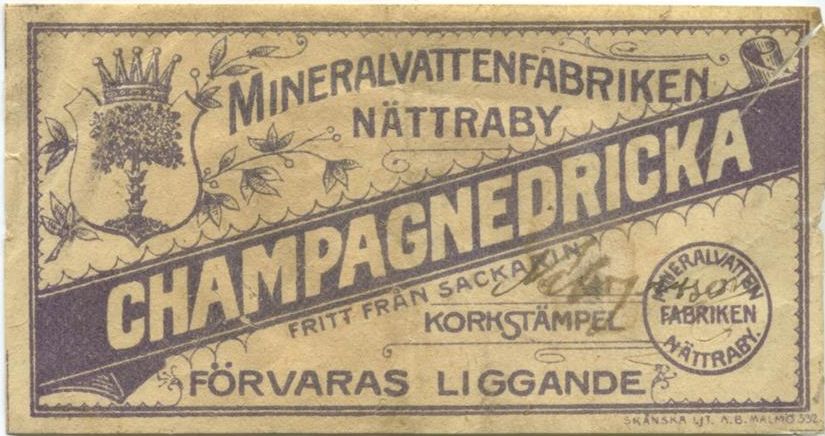 MINERALVATTENFABRIKEN
NÄTTRABY
CHAMPAGNEDRICKA
FRITT FRÅN SACKARIN
KORKSTÄMPEL
MINERALVATTEN
FABRIKEN
NÄTTRABY.
FÖRVARAS LIGGANDE
SKÅNSKA LIT. A.B. MALMÖ 332.